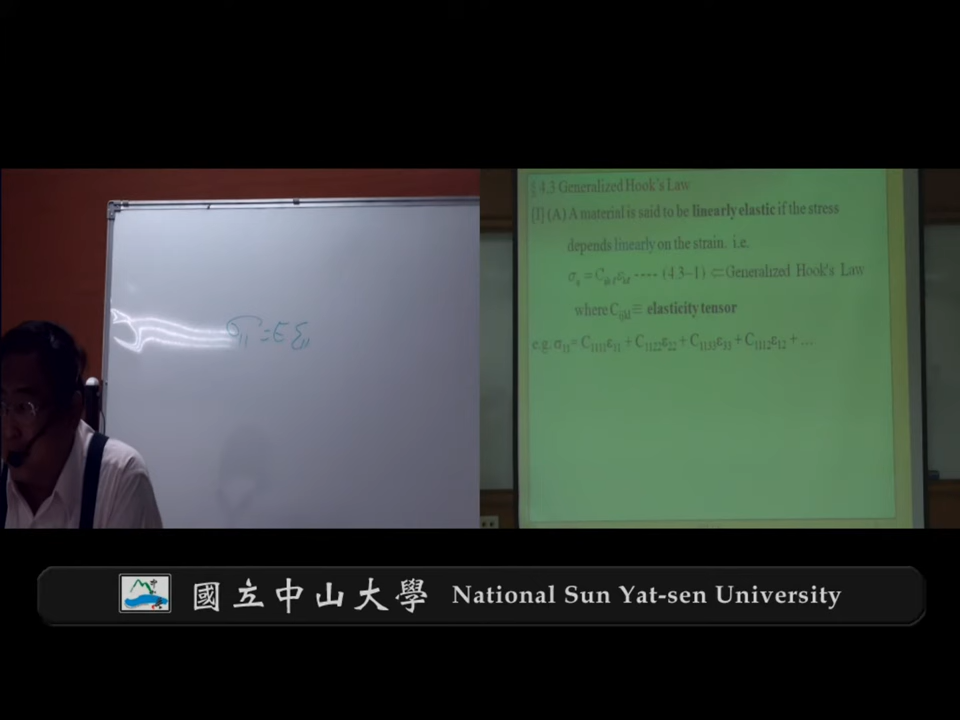 σ11 = E ε11
§ 4.3 Generalized Hook's Law
(I) (A) A material is said to be linearly elastic if the stress
depends linearly on the strain. i.e.
σij = Cijkl εkl ---- (4.3-1) ⊂ Generalized Hook's Law
where Cijkl ≡ elasticity tensor
e.g. σ11 = C1111ε11 + C1122ε22 + C1133ε33 + C1112ε12 + ...
國立中山大學 National Sun Yat-sen University